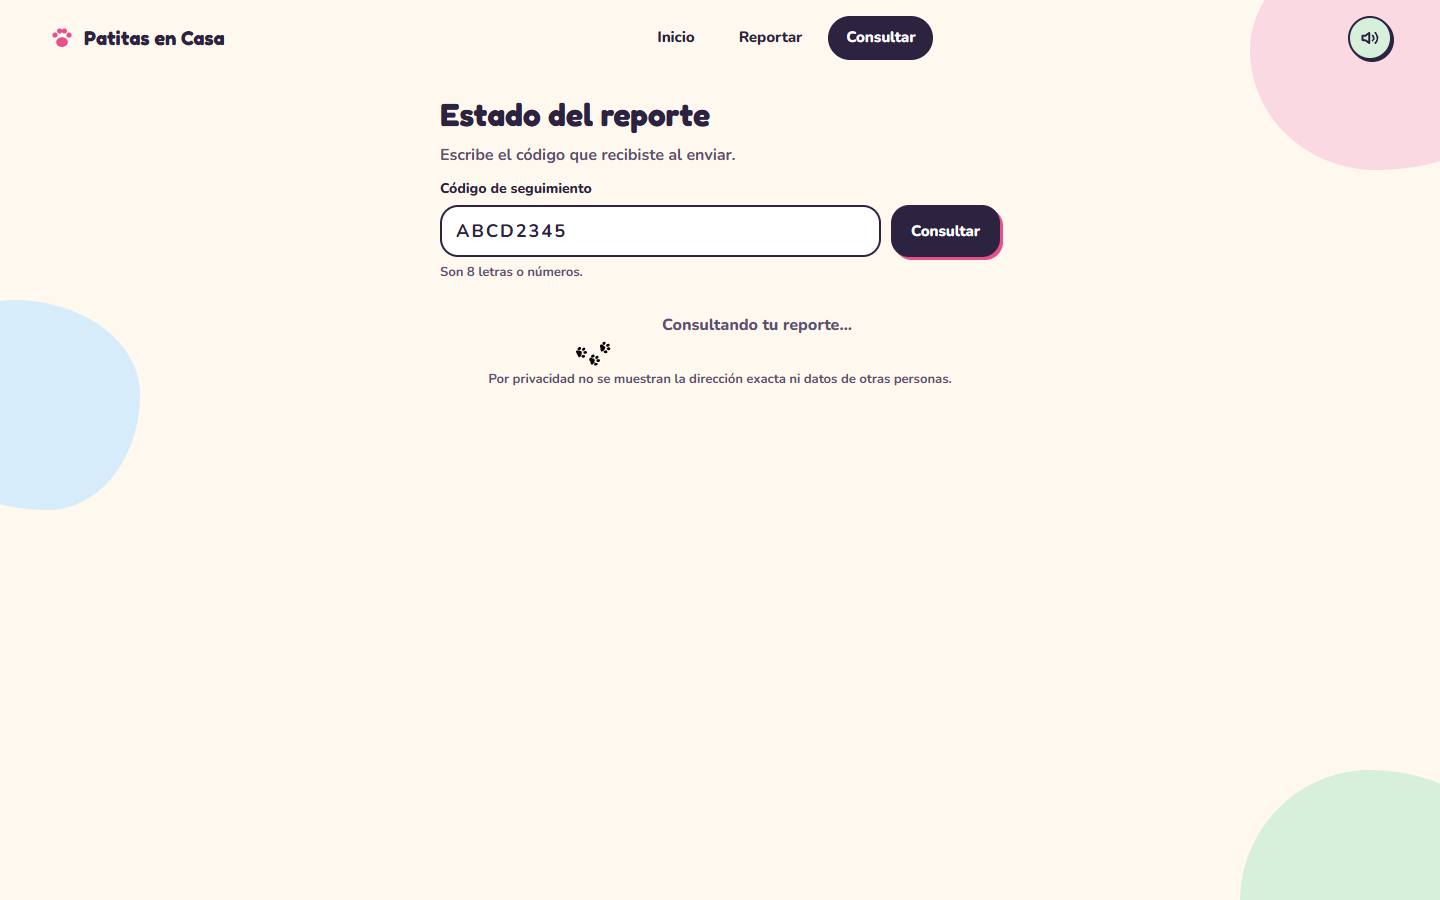 Patitas en Casa
Inicio
Reportar
Consultar
Estado del reporte
Escribe el código que recibiste al enviar.
Código de seguimiento
ABCD2345
Consultar
Son 8 letras o números.
Consultando tu reporte...
Por privacidad no se muestran la dirección exacta ni datos de otras personas.